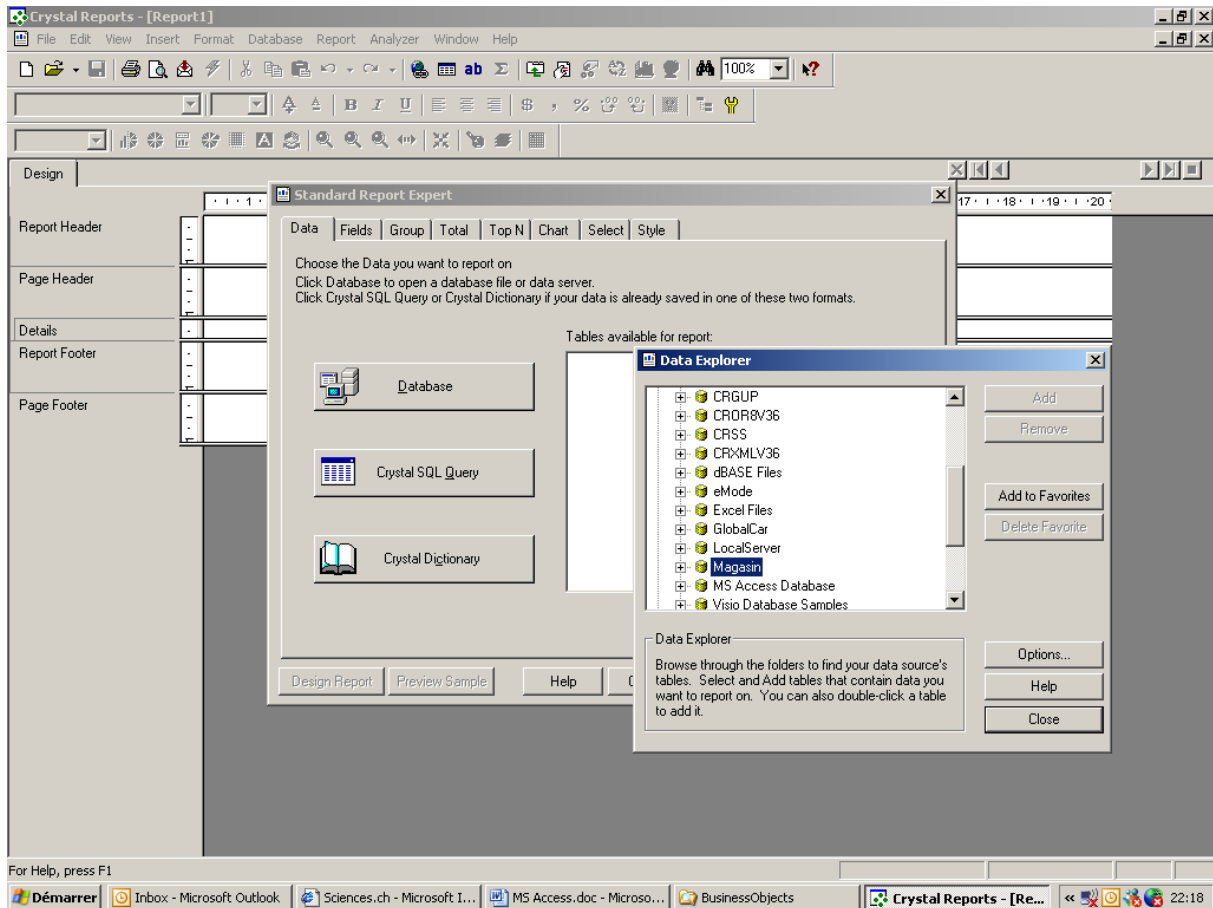 Crystal Reports - [Report1]
File Edit View Insert Format Database Report Analyzer Window Help
100%
Design
1 17 18 19 20
Report Header
Page Header
Details
Report Footer
Page Footer
Standard Report Expert
Data Fields Group Total Top N Chart Select Style
Choose the Data you want to report on
Click Database to open a database file or data server.
Click Crystal SQL Query or Crystal Dictionary if your data is already saved in one of these two formats.
Tables available for report:
Database
Crystal SQL Query
Crystal Dictionary
Design Report Preview Sample Help
Data Explorer
CRGUP
CROR8V36
CRSS
CRXMLV36
dBASE Files
eMode
Excel Files
GlobalCar
LocalServer
Magasin
MS Access Database
Visio Database Samples
Add
Remove
Add to Favorites
Delete Favorite
Data Explorer
Browse through the folders to find your data source's
tables. Select and Add tables that contain data you
want to report on. You can also double-click a table
to add it.
Options...
Help
Close
For Help, press F1
Démarrer Inbox - Microsoft Outlook Sciences.ch - Microsoft I... MS Access.doc - Microso... BusinessObjects Crystal Reports - [Re... « 22:18